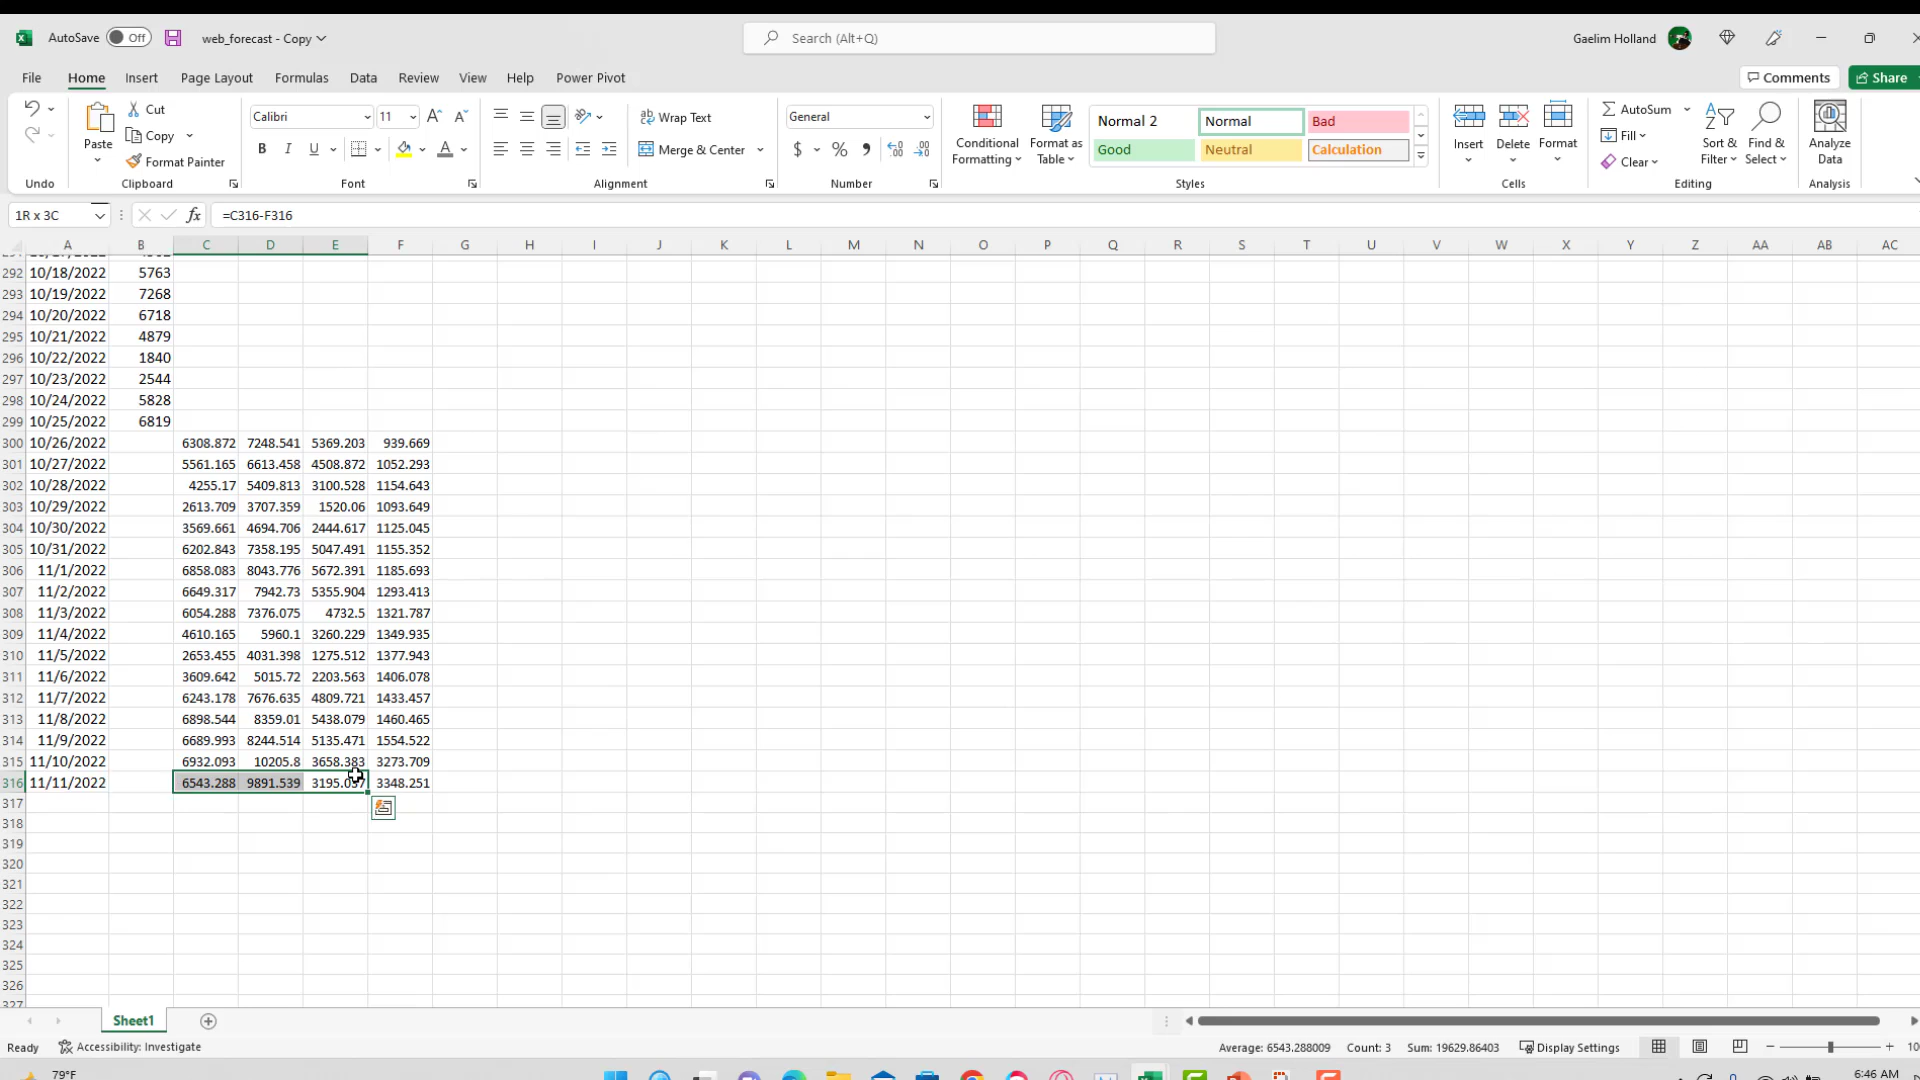 AutoSave Off web_forecast - Copy Search (Alt+Q) Gaelim Holland
File Home Insert Page Layout Formulas Data Review View Help Power Pivot Comments Share
Cut
Copy
Format Painter
Paste
Calibri 11
B I U A
Wrap Text
Merge & Center
General
$ % 9
Conditional Formatting
Format as Table
Normal 2 Normal Bad
Good Neutral Calculation
Insert Delete Format
AutoSum
Fill
Clear
Sort & Filter
Find & Select
Analyze Data
Undo Clipboard Font Alignment Number Styles Cells Editing Analysis
1R x 3C fx =C316-F316
A B C D E F G H I J K L M N O P Q R S T U V W X Y Z AA AB AC
292 10/18/2022 5763
293 10/19/2022 7268
294 10/20/2022 6718
295 10/21/2022 4879
296 10/22/2022 1840
297 10/23/2022 2544
298 10/24/2022 5828
299 10/25/2022 6819
300 10/26/2022 6308.872 7248.541 5369.203 939.669
301 10/27/2022 5561.165 6613.458 4508.872 1052.293
302 10/28/2022 4255.17 5409.813 3100.528 1154.643
303 10/29/2022 2613.709 3707.359 1520.06 1093.649
304 10/30/2022 3569.661 4694.706 2444.617 1125.045
305 10/31/2022 6202.843 7358.195 5047.491 1155.352
306 11/1/2022 6858.083 8043.776 5672.391 1185.693
307 11/2/2022 6649.317 7942.73 5355.904 1293.413
308 11/3/2022 6054.288 7376.075 4732.5 1321.787
309 11/4/2022 4610.165 5960.1 3260.229 1349.935
310 11/5/2022 2653.455 4031.398 1275.512 1377.943
311 11/6/2022 3609.642 5015.72 2203.563 1406.078
312 11/7/2022 6243.178 7676.635 4809.721 1433.457
313 11/8/2022 6898.544 8359.01 5438.079 1460.465
314 11/9/2022 6689.993 8244.514 5135.471 1554.522
315 11/10/2022 6932.093 10205.8 3658.383 3273.709
316 11/11/2022 6543.288 9891.539 3195.037 3348.251
317
318
319
320
321
322
323
324
325
326
327
Sheet1
Ready Accessibility: Investigate Average: 6543.288009 Count: 3 Sum: 19629.86403 Display Settings
79°F 6:46 AM